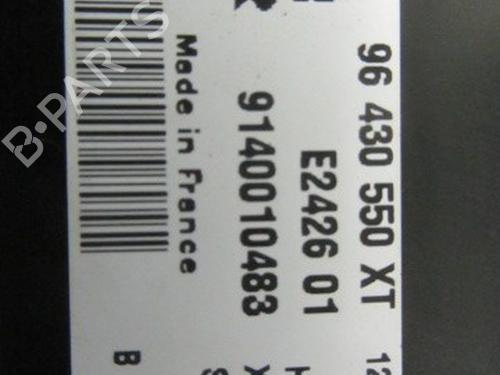 96 430 550 XT
E2426 01
9140010483
Made in France
B
B-PARTS